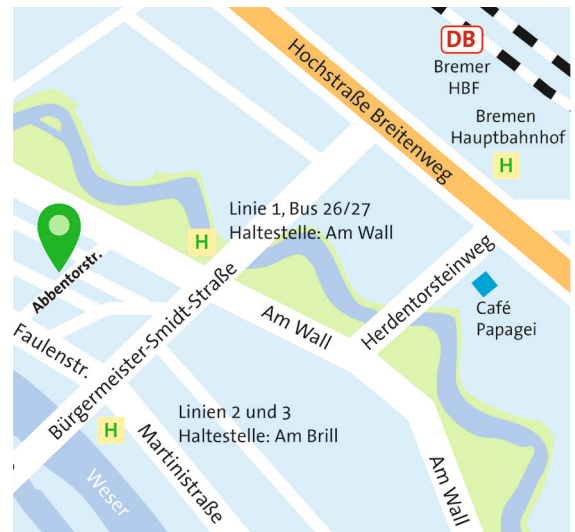 DB
Bremer
HBF
Hochstraße Breitenweg
Bremen
Hauptbahnhof
H
Linie 1, Bus 26/27
Haltestelle: Am Wall
H
Abbentorstr.
Herdentorsteinweg
Café
Papagei
Am Wall
Bürgermeister-Smidt-Straße
Faulenstr.
Linien 2 und 3
Haltestelle: Am Brill
H
Martinistraße
Am Wall
Weser